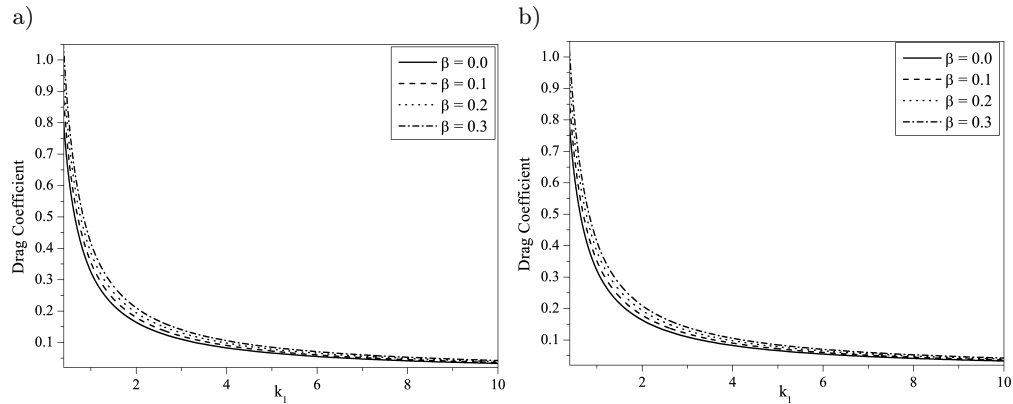 a)
1.0
0.9
0.8
0.7
0.6
0.5
0.4
0.3
0.2
0.1
Drag Coefficient
2
4
6
8
10
k1
β = 0.0
β = 0.1
β = 0.2
β = 0.3
b)
1.0
0.9
0.8
0.7
0.6
0.5
0.4
0.3
0.2
0.1
Drag Coefficient
2
4
6
8
10
k1
β = 0.0
β = 0.1
β = 0.2
β = 0.3